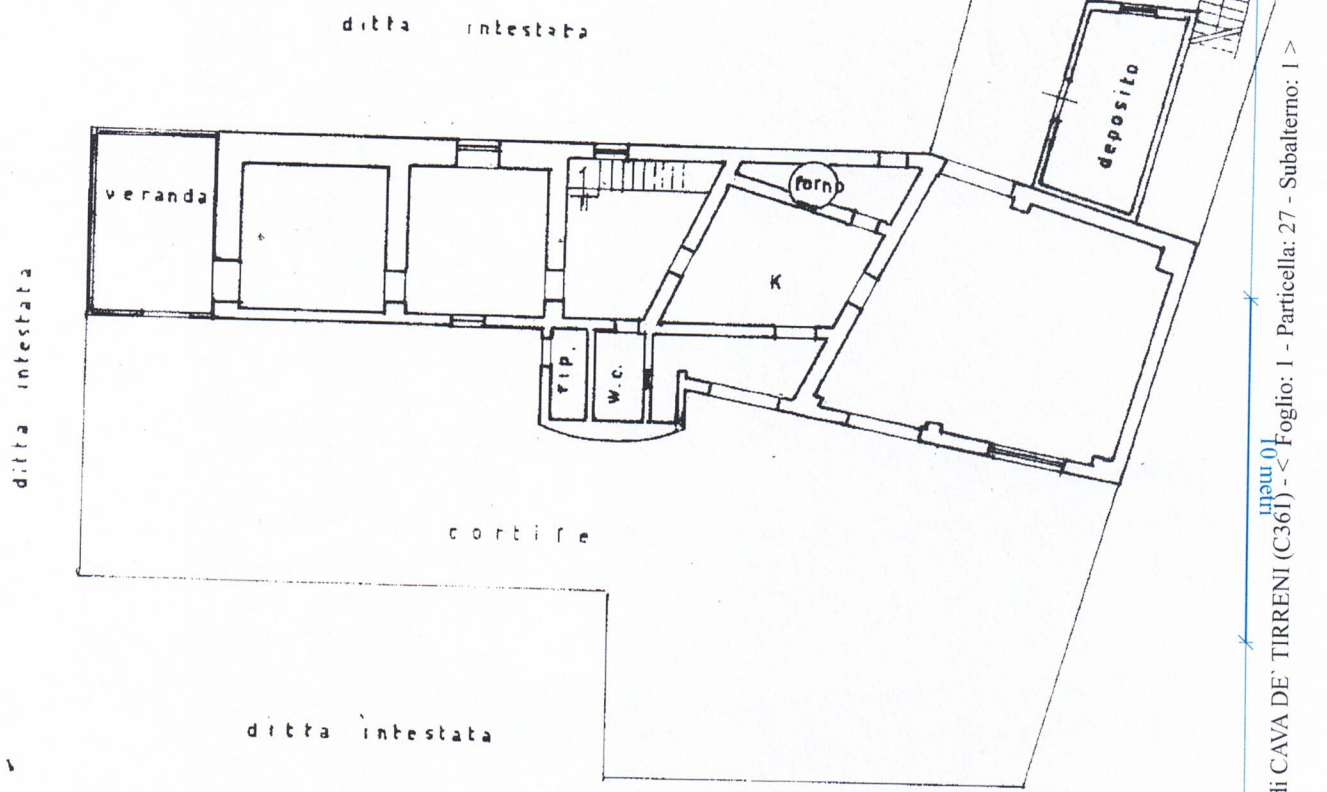 ditta intestata
deposito
veranda
forno
K
rip.
w.c.
ditta intestata
cortile
ditta intestata
10 metri
di CAVA DE` TIRRENI (C361) - < Foglio: 1 - Particella: 27 - Subalterno: 1 >